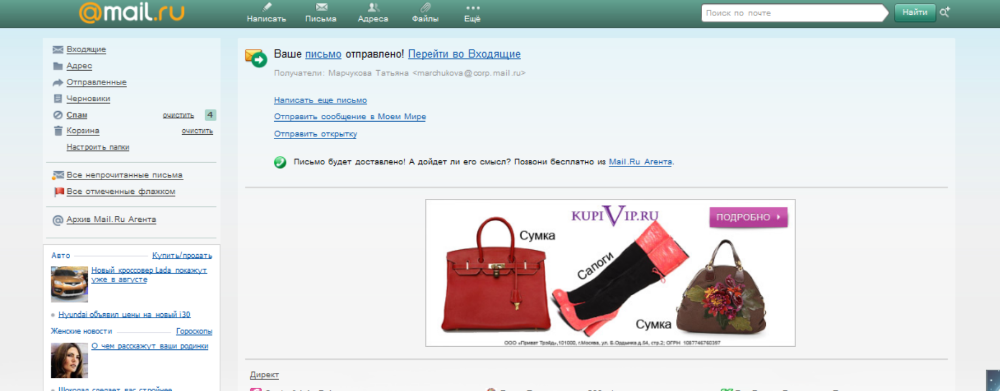 @mail.ru
Написать
Письма
Адреса
Файлы
Ещё
Поиск по почте
Найти
Входящие
Адрес
Отправленные
Черновики
Спам очистить 4
Корзина очистить
Настроить папки
Все непрочитанные письма
Все отмеченные флажком
Архив Mail.Ru Агента
Авто Купить/продать
Новый кроссовер Lada покажут
уже в августе
Hyundai объявил цены на новый i30
Женские новости Гороскопы
О чем расскажут ваши родинки
Шоколад сделает вас стройнее
Ваше письмо отправлено! Перейти во Входящие
Получатели: Марчукова Татьяна <marchukova@corp.mail.ru>
Написать еще письмо
Отправить сообщение в Моем Мире
Отправить открытку
Письмо будет доставлено! А дойдет ли его смысл? Позвони бесплатно из Mail.Ru Агента.
KUPIVIP.RU
ПОДРОБНО
Сумка
Сапоги
Сумка
ООО «Приват Трэйд»,101000, г.Москва, ул. Б.Ордынка д.54, стр.2; ОГРН 1087746760397
Директ